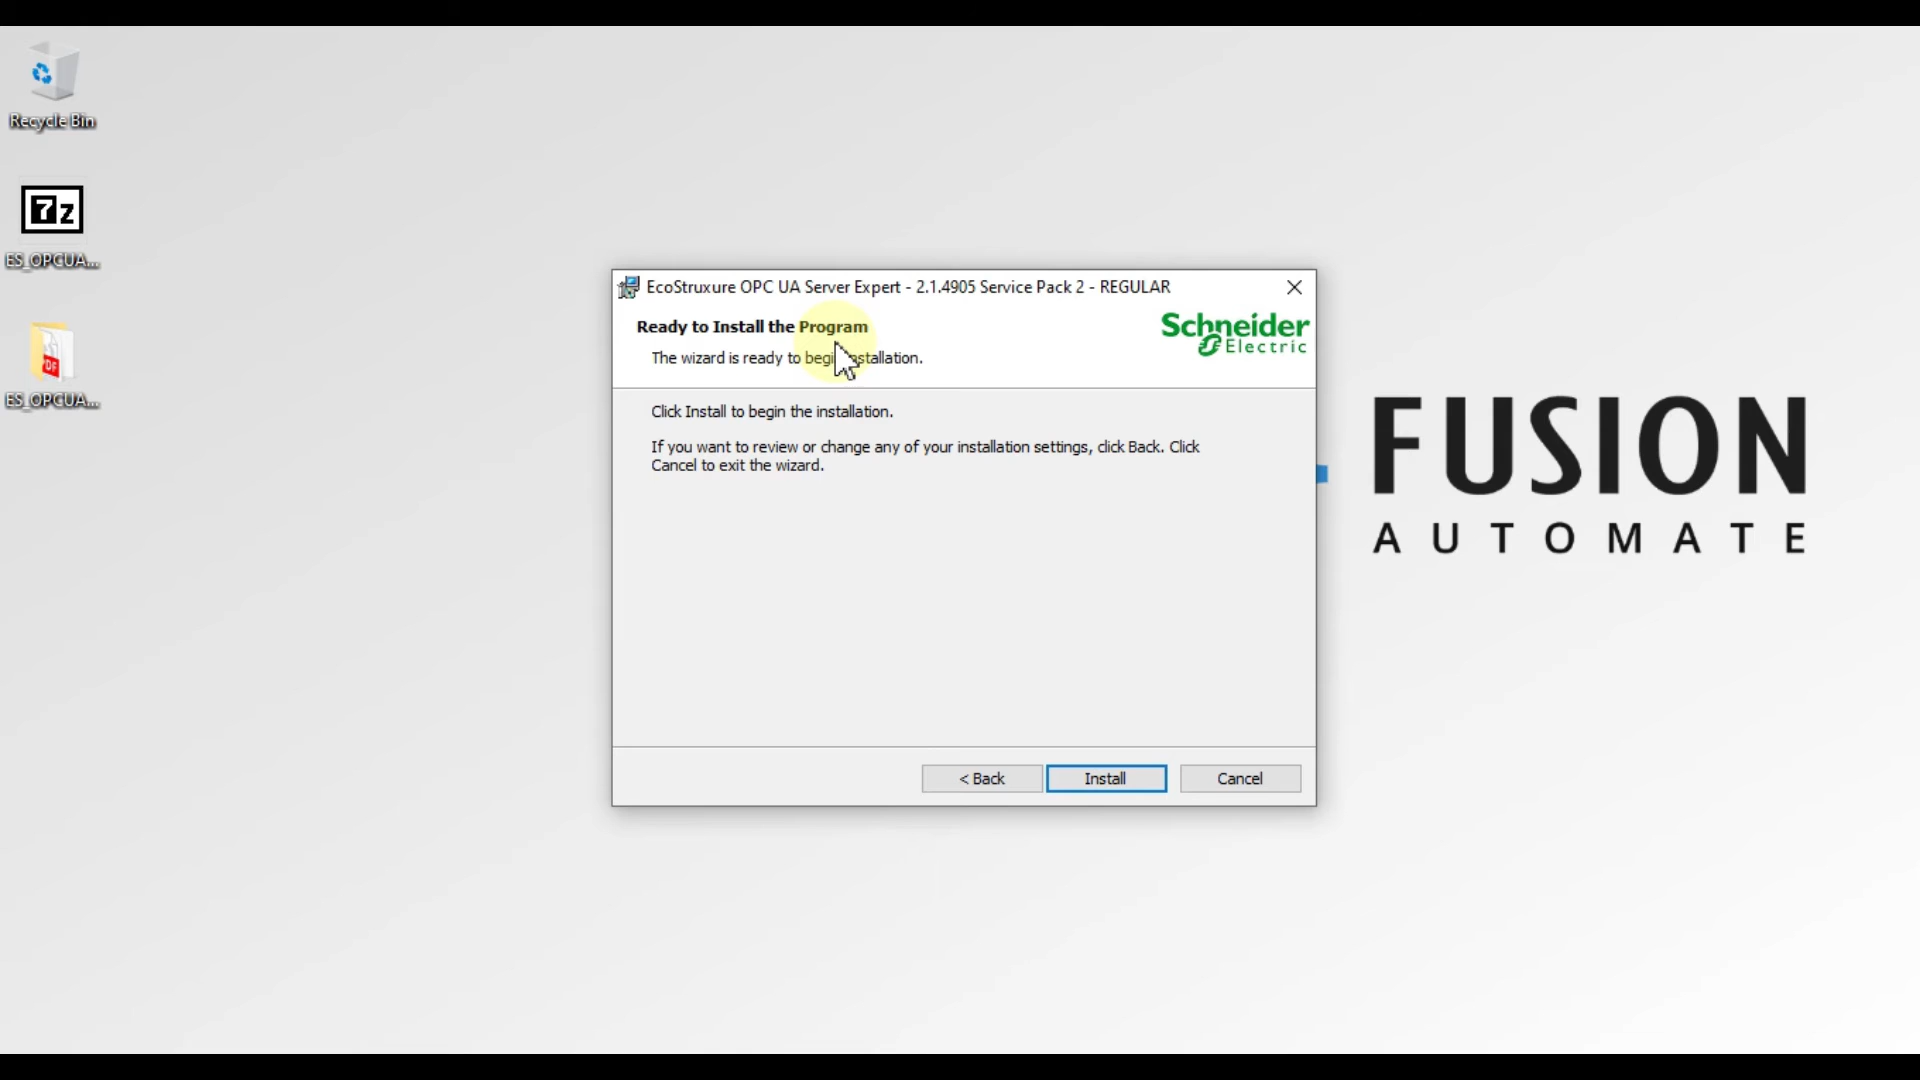 Recycle Bin
7z
ES_OPCUA...
PDF
ES_OPCUA...
EcoStruxure OPC UA Server Expert - 2.1.4905 Service Pack 2 - REGULAR
Ready to Install the Program
The wizard is ready to begin installation.
Schneider
Electric
Click Install to begin the installation.
If you want to review or change any of your installation settings, click Back. Click
Cancel to exit the wizard.
< Back
Install
Cancel
FUSION
AUTOMATE